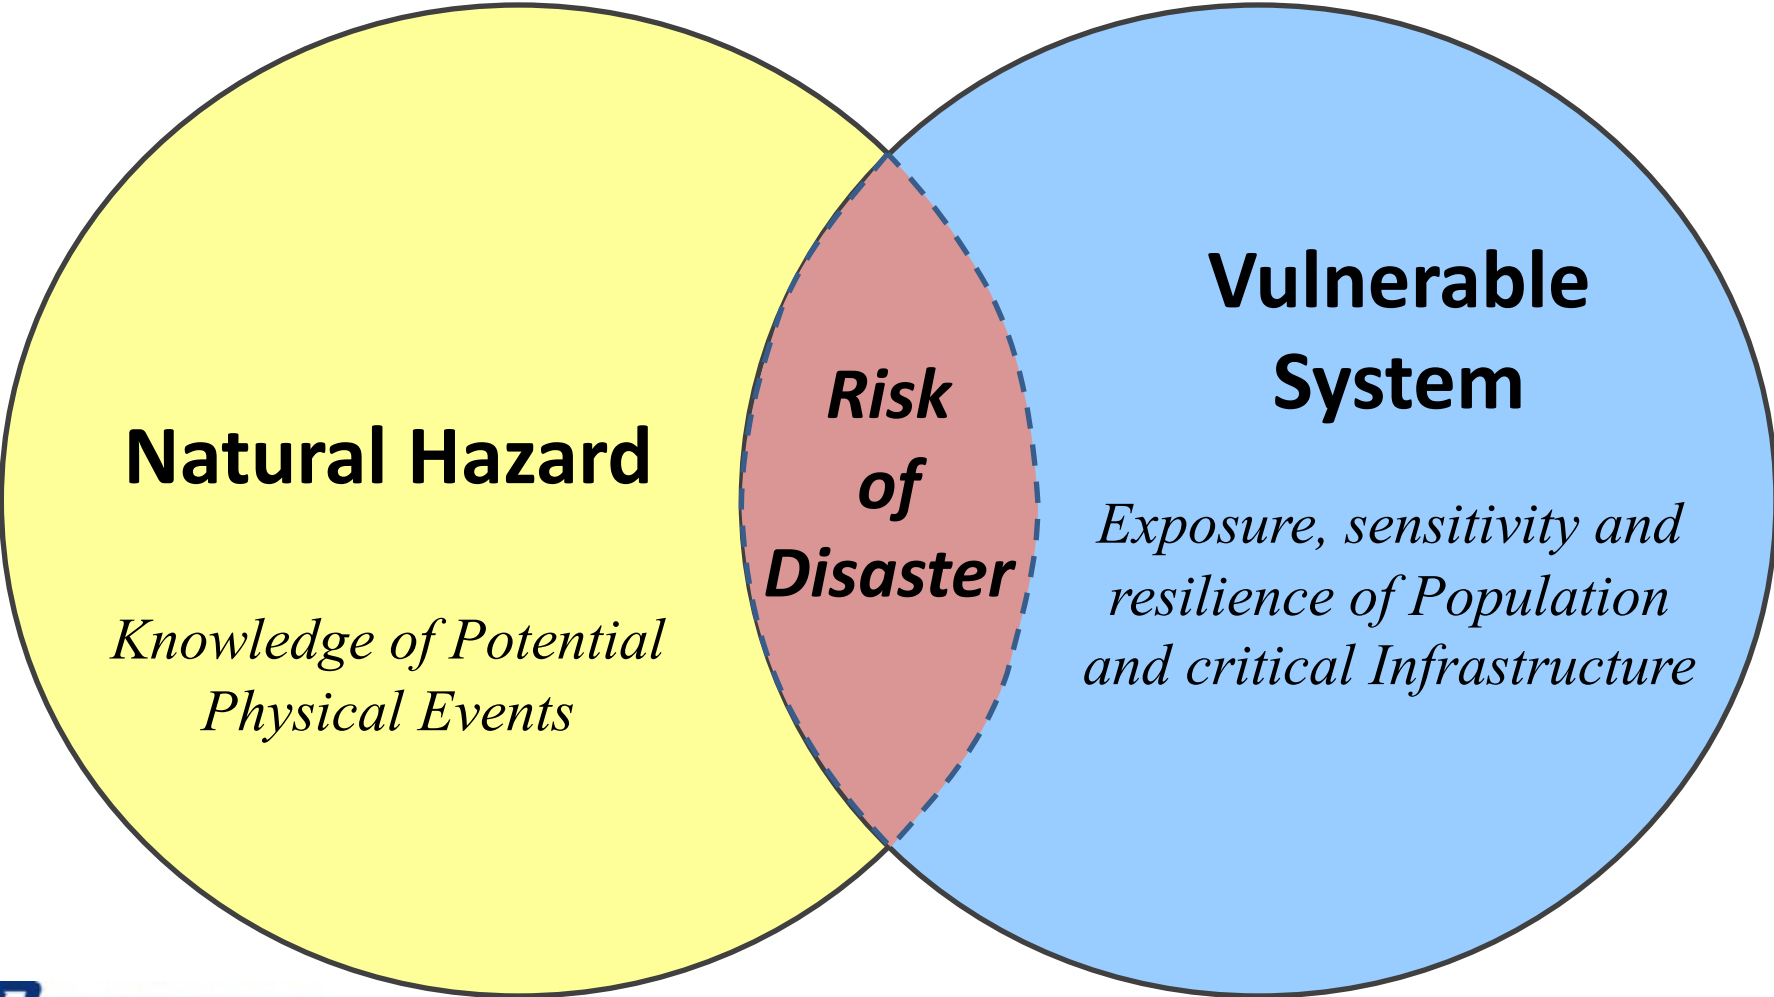 Natural Hazard
Knowledge of Potential
Physical Events
Risk
of
Disaster
Vulnerable
System
Exposure, sensitivity and
resilience of Population
and critical Infrastructure